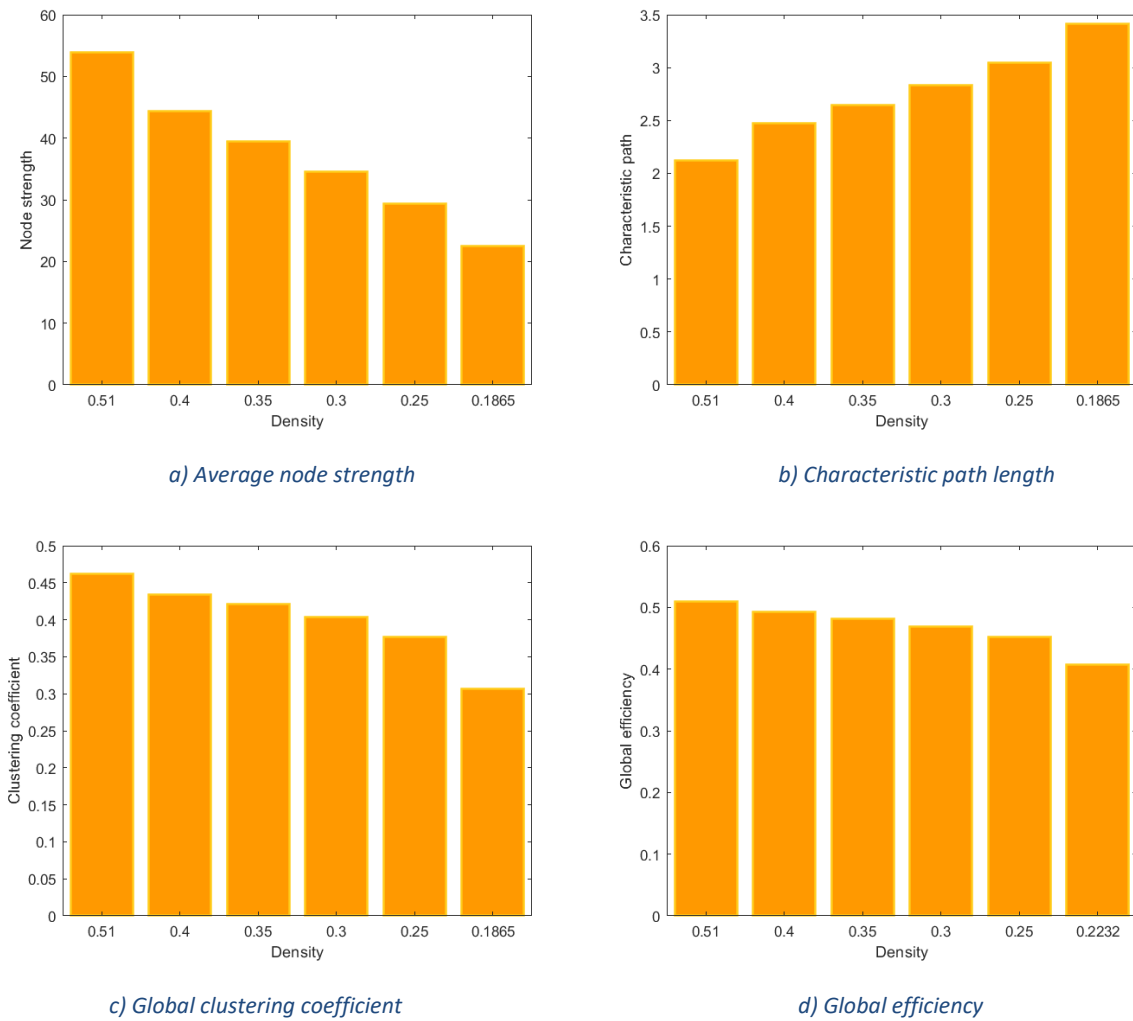 60
50
40
30
20
10
0
Node strength
0.51 0.4 0.35 0.3 0.25 0.1865
Density
a) Average node strength
3.5
3
2.5
2
1.5
1
0.5
0
Characteristic path
0.51 0.4 0.35 0.3 0.25 0.1865
Density
b) Characteristic path length
0.5
0.45
0.4
0.35
0.3
0.25
0.2
0.15
0.1
0.05
0
Clustering coefficient
0.51 0.4 0.35 0.3 0.25 0.1865
Density
c) Global clustering coefficient
0.6
0.5
0.4
0.3
0.2
0.1
0
Global efficiency
0.51 0.4 0.35 0.3 0.25 0.2232
Density
d) Global efficiency